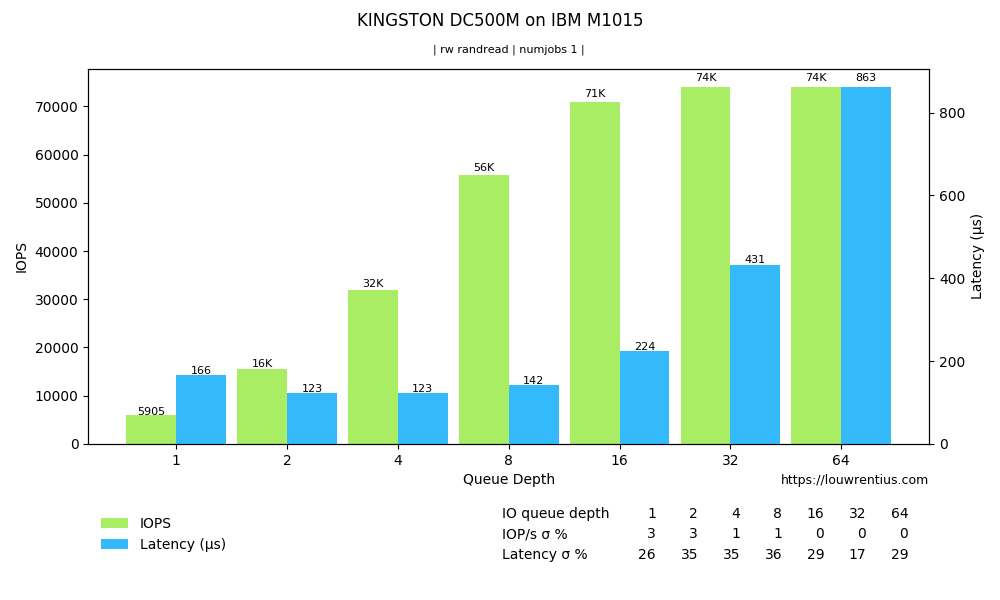 KINGSTON DC500M on IBM M1015
| rw randread | numjobs 1 |
IOPS
70000
60000
50000
40000
30000
20000
10000
0
5905
166
16K
123
32K
123
56K
142
71K
224
74K
431
74K
863
800
600
400
200
0
Latency (µs)
1 2 4 8 16 32 64
Queue Depth
https://louwrentius.com
IOPS
Latency (µs)
IO queue depth 1 2 4 8 16 32 64
IOP/s σ % 3 3 1 1 0 0 0
Latency σ % 26 35 35 36 29 17 29